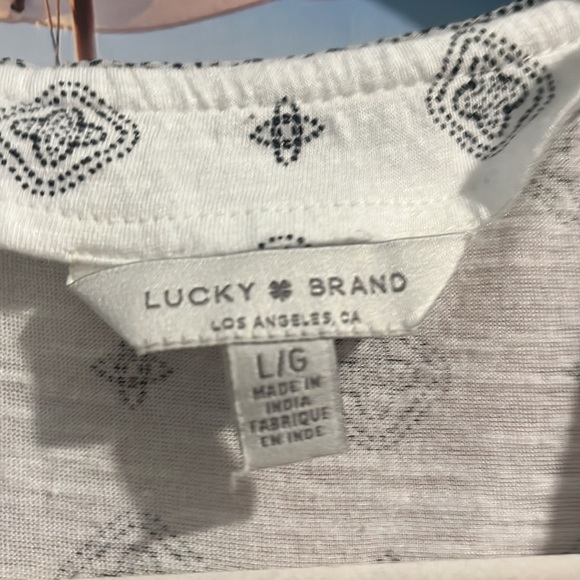 LUCKY BRAND
LOS ANGELES, CA
L/G
MADE IN
INDIA
FABRIQUE
EN INDE